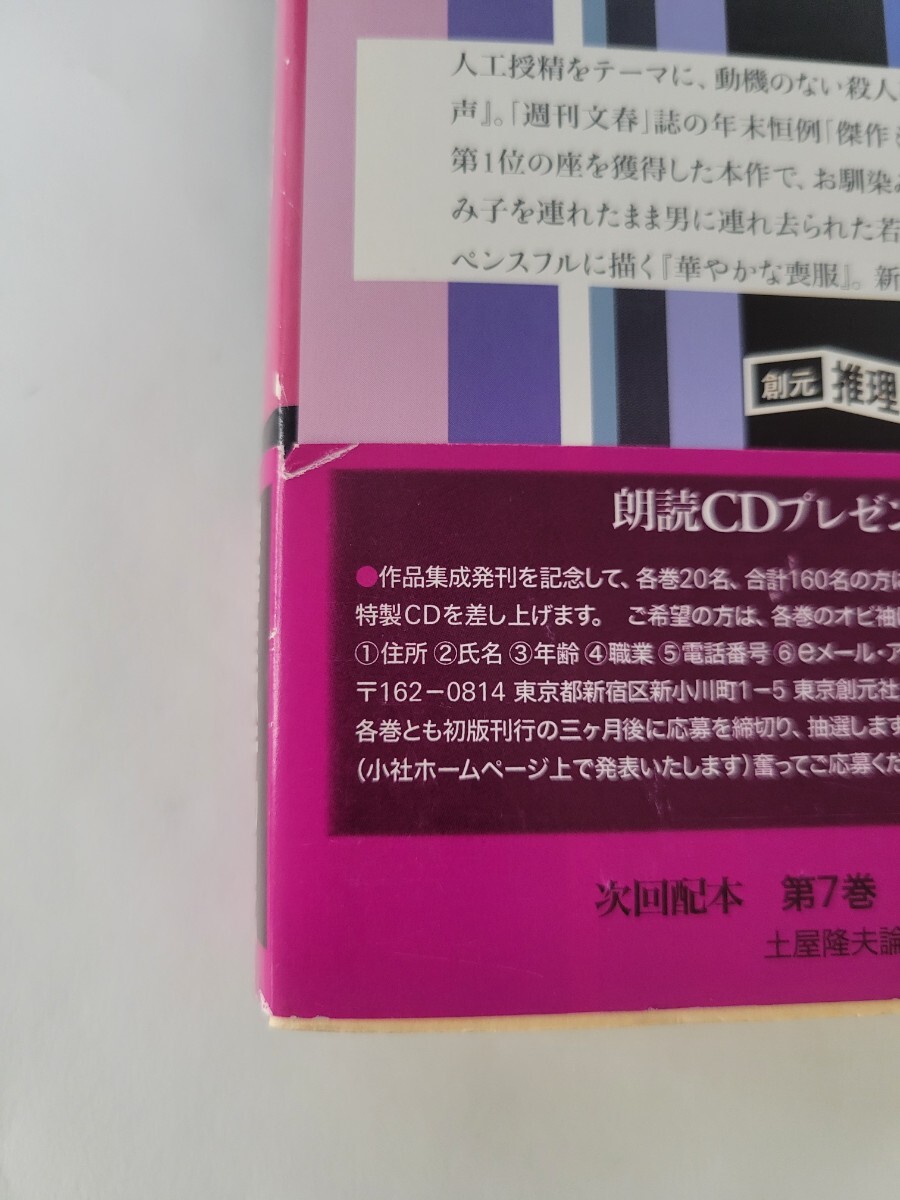 人工授精をテーマに、動機のない殺人
声』。「週刊文春」誌の年末恒例「傑作
第1位の座を獲得した本作で、お馴染み
み子を連れたまま男に連れ去られた若
ペンスフルに描く『華やかな喪服』。新
創元 推理
朗読CDプレゼン
●作品集成発刊を記念して、各巻20名、合計160名の方に
特製CDを差し上げます。 ご希望の方は、各巻のオビ袖
①住所 ②氏名 ③年齢 ④職業 ⑤電話番号 ⑥eメール・ア
〒162-0814 東京都新宿区新小川町1-5 東京創元社
各巻とも初版刊行の三ヶ月後に応募を締切り、抽選します
(小社ホームページ上で発表いたします)奮ってご応募くだ
次回配本 第7巻
土屋隆夫論